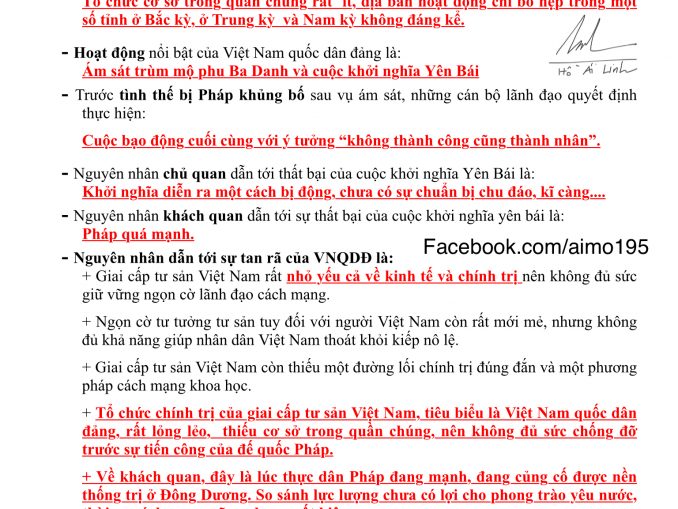 Tổ chức cơ sở trong quần chúng rất ít, địa bàn hoạt động chỉ bó hẹp trong một
số tỉnh ở Bắc kỳ, ở Trung kỳ và Nam kỳ không đáng kể.
- Hoạt động nổi bật của Việt Nam quốc dân đảng là:
Ám sát trùm mộ phu Ba Danh và cuộc khởi nghĩa Yên Bái
Hồ Ái Linh
- Trước tình thế bị Pháp khủng bố sau vụ ám sát, những cán bộ lãnh đạo quyết định
thực hiện:
Cuộc bạo động cuối cùng với ý tưởng “không thành công cũng thành nhân”.
- Nguyên nhân chủ quan dẫn tới thất bại của cuộc khởi nghĩa Yên Bái là:
Khởi nghĩa diễn ra một cách bị động, chưa có sự chuẩn bị chu đáo, kĩ càng....
- Nguyên nhân khách quan dẫn tới sự thất bại của cuộc khởi nghĩa yên bái là:
Pháp quá mạnh.
Facebook.com/aimo195
- Nguyên nhân dẫn tới sự tan rã của VNQDĐ là:
+ Giai cấp tư sản Việt Nam rất nhỏ yếu cả về kinh tế và chính trị nên không đủ sức
giữ vững ngọn cờ lãnh đạo cách mạng.
+ Ngọn cờ tư tưởng tư sản tuy đối với người Việt Nam còn rất mới mẻ, nhưng không
đủ khả năng giúp nhân dân Việt Nam thoát khỏi kiếp nô lệ.
+ Giai cấp tư sản Việt Nam còn thiếu một đường lối chính trị đúng đắn và một phương
pháp cách mạng khoa học.
+ Tổ chức chính trị của giai cấp tư sản Việt Nam, tiêu biểu là Việt Nam quốc dân
đảng, rất lỏng lẻo, thiếu cơ sở trong quần chúng, nên không đủ sức chống đỡ
trước sự tiến công của đế quốc Pháp.
+ Về khách quan, đây là lúc thực dân Pháp đang mạnh, đang củng cố được nền
thống trị ở Đông Dương. So sánh lực lượng chưa có lợi cho phong trào yêu nước,